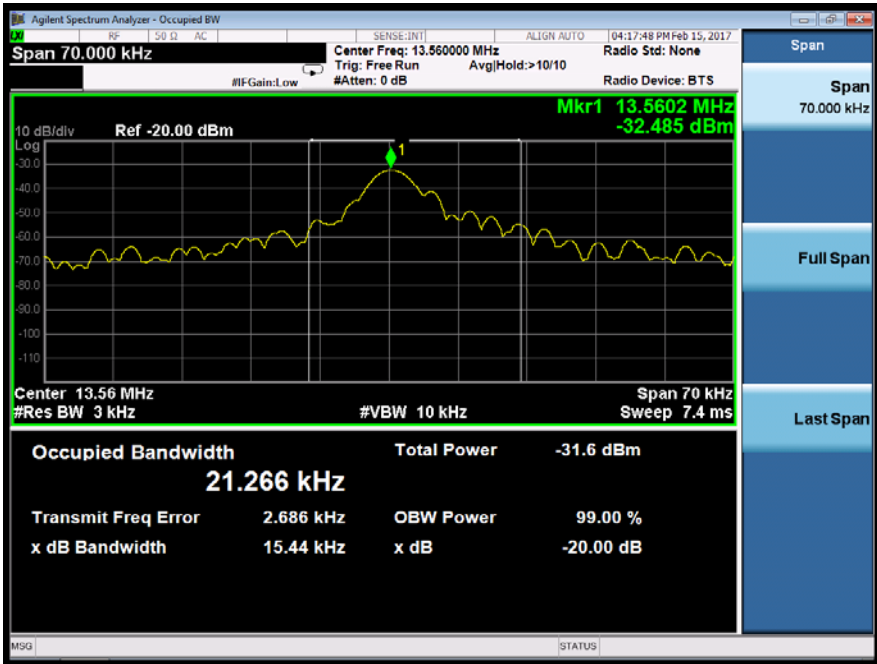 Agilent Spectrum Analyzer - Occupied BW
LXI RF 50 Ω AC SENSE:INT ALIGN AUTO 04:17:48 PM Feb 15, 2017
Span 70.000 kHz
Center Freq: 13.560000 MHz
Radio Std: None
Trig: Free Run Avg|Hold:>10/10
#IFGain:Low #Atten: 0 dB Radio Device: BTS
Mkr1 13.5602 MHz
-32.485 dBm
10 dB/div Ref -20.00 dBm
Log
1
-30.0
-40.0
-50.0
-60.0
-70.0
-80.0
-90.0
-100
-110
Center 13.56 MHz Span 70 kHz
#Res BW 3 kHz #VBW 10 kHz Sweep 7.4 ms
Occupied Bandwidth Total Power -31.6 dBm
21.266 kHz
Transmit Freq Error 2.686 kHz OBW Power 99.00 %
x dB Bandwidth 15.44 kHz x dB -20.00 dB
MSG STATUS
Span
Span
70.000 kHz
Full Span
Last Span